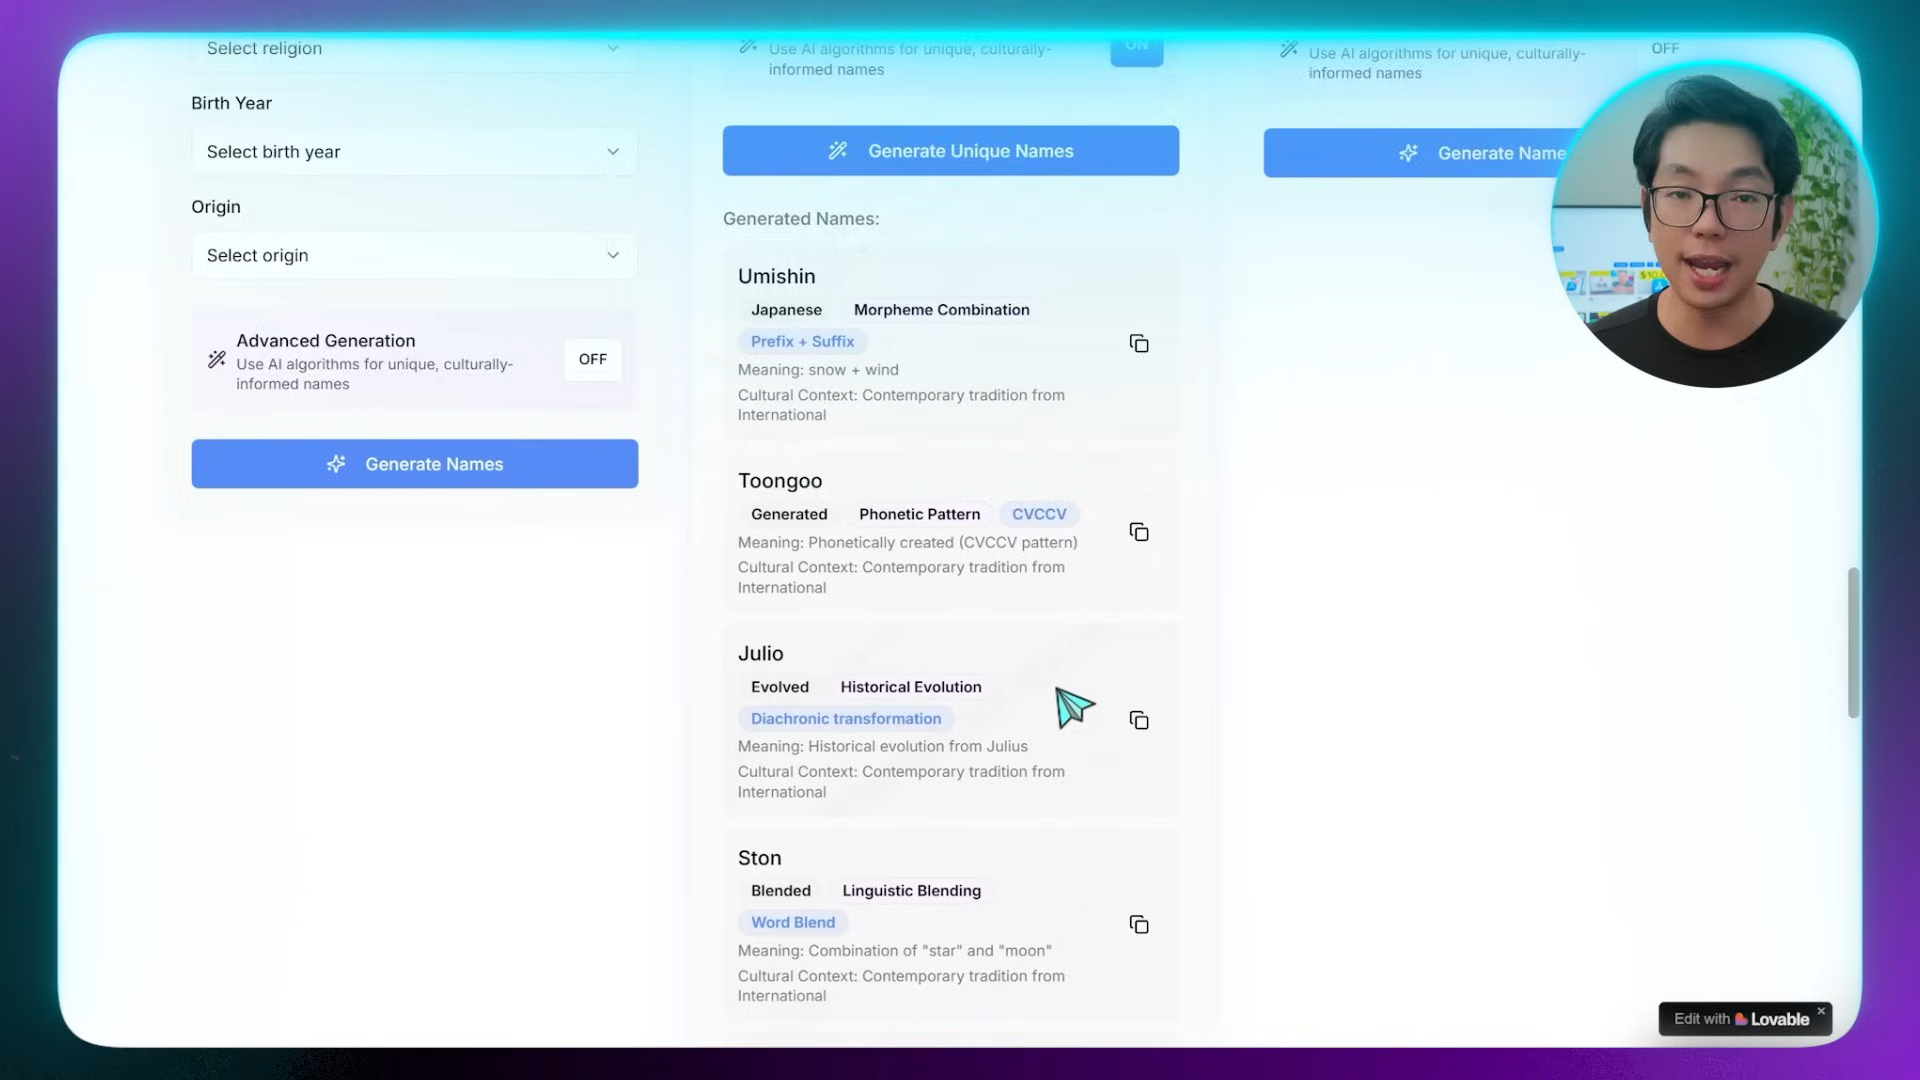 Select religion
Birth Year
Select birth year
Origin
Select origin
Advanced Generation
Use AI algorithms for unique, culturally-
informed names
OFF
Generate Names
Use AI algorithms for unique, culturally-
informed names
ON
Generate Unique Names
Generated Names:
Umishin
Japanese Morpheme Combination
Prefix + Suffix
Meaning: snow + wind
Cultural Context: Contemporary tradition from
International
Toongoo
Generated Phonetic Pattern CVCCV
Meaning: Phonetically created (CVCCV pattern)
Cultural Context: Contemporary tradition from
International
Julio
Evolved Historical Evolution
Diachronic transformation
Meaning: Historical evolution from Julius
Cultural Context: Contemporary tradition from
International
Ston
Blended Linguistic Blending
Word Blend
Meaning: Combination of "star" and "moon"
Cultural Context: Contemporary tradition from
International
Use AI algorithms for unique, culturally-
informed names
OFF
Generate Name
Edit with Lovable